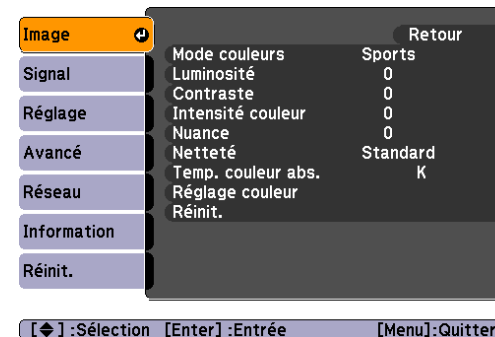 Image
Signal
Réglage
Avancé
Réseau
Information
Réinit.
Retour
Mode couleurs Sports
Luminosité 0
Contraste 0
Intensité couleur 0
Nuance 0
Netteté Standard
Temp. couleur abs. K
Réglage couleur
Réinit.
[◆] :Sélection [Enter] :Entrée [Menu]:Quitter